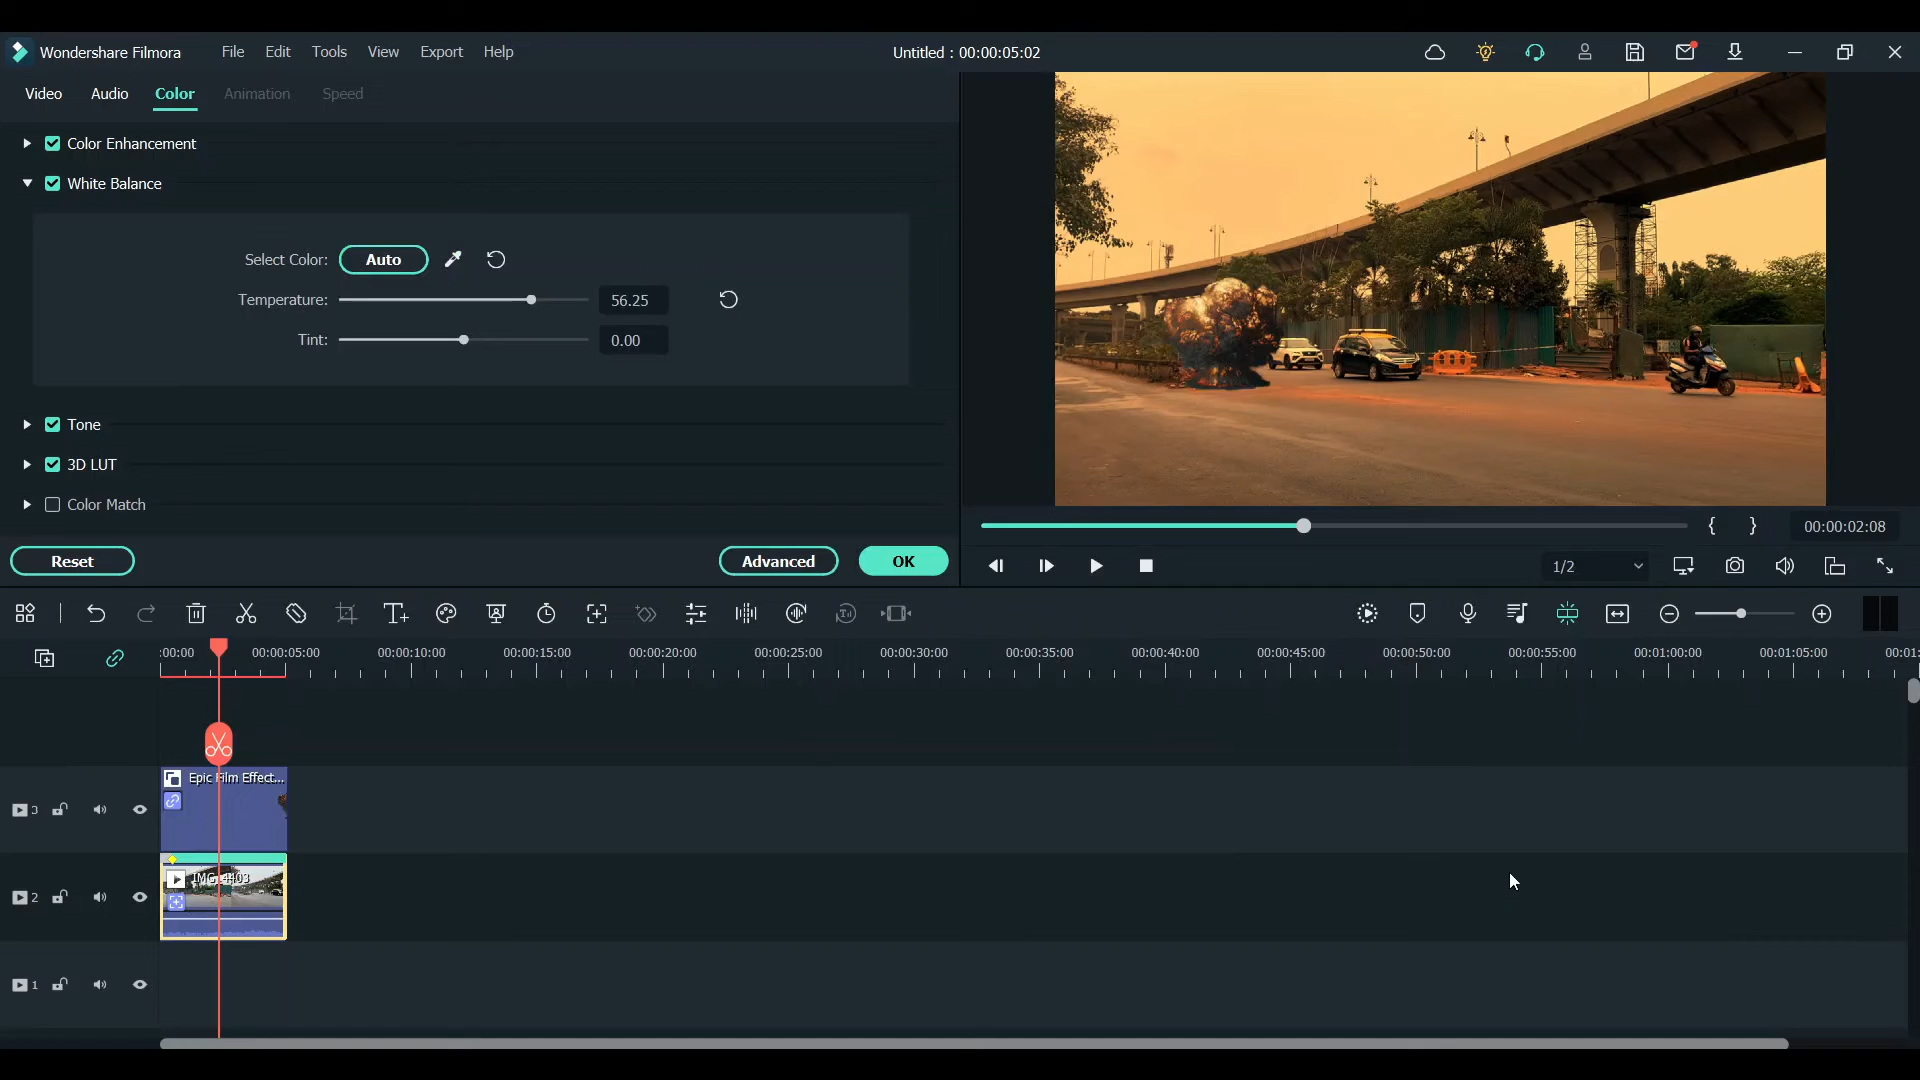 Wondershare Filmora File Edit Tools View Export Help Untitled : 00:00:05:02
Video Audio Color Animation Speed
Color Enhancement
White Balance
Select Color: Auto
Temperature: 56.25
Tint: 0.00
Tone
3D LUT
Color Match
Reset Advanced OK
00:00:02:08
1/2
:00:00 00:00:05:00 00:00:10:00 00:00:15:00 00:00:20:00 00:00:25:00 00:00:30:00 00:00:35:00 00:00:40:00 00:00:45:00 00:00:50:00 00:00:55:00 00:01:00:00 00:01:05:00 00:01:
Epic Film Effect...
3
IMG_4403
2
1